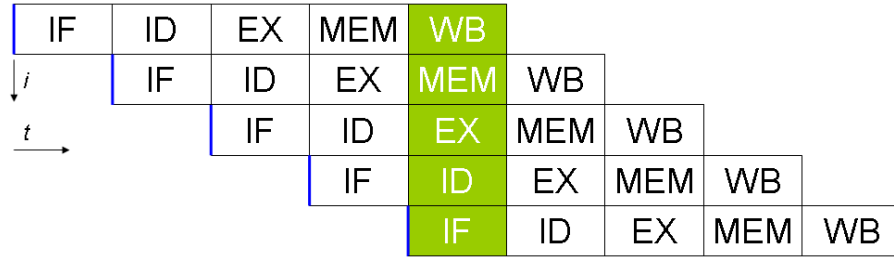 IF ID EX MEM WB
i IF ID EX MEM WB
t IF ID EX MEM WB
IF ID EX MEM WB
IF ID EX MEM WB